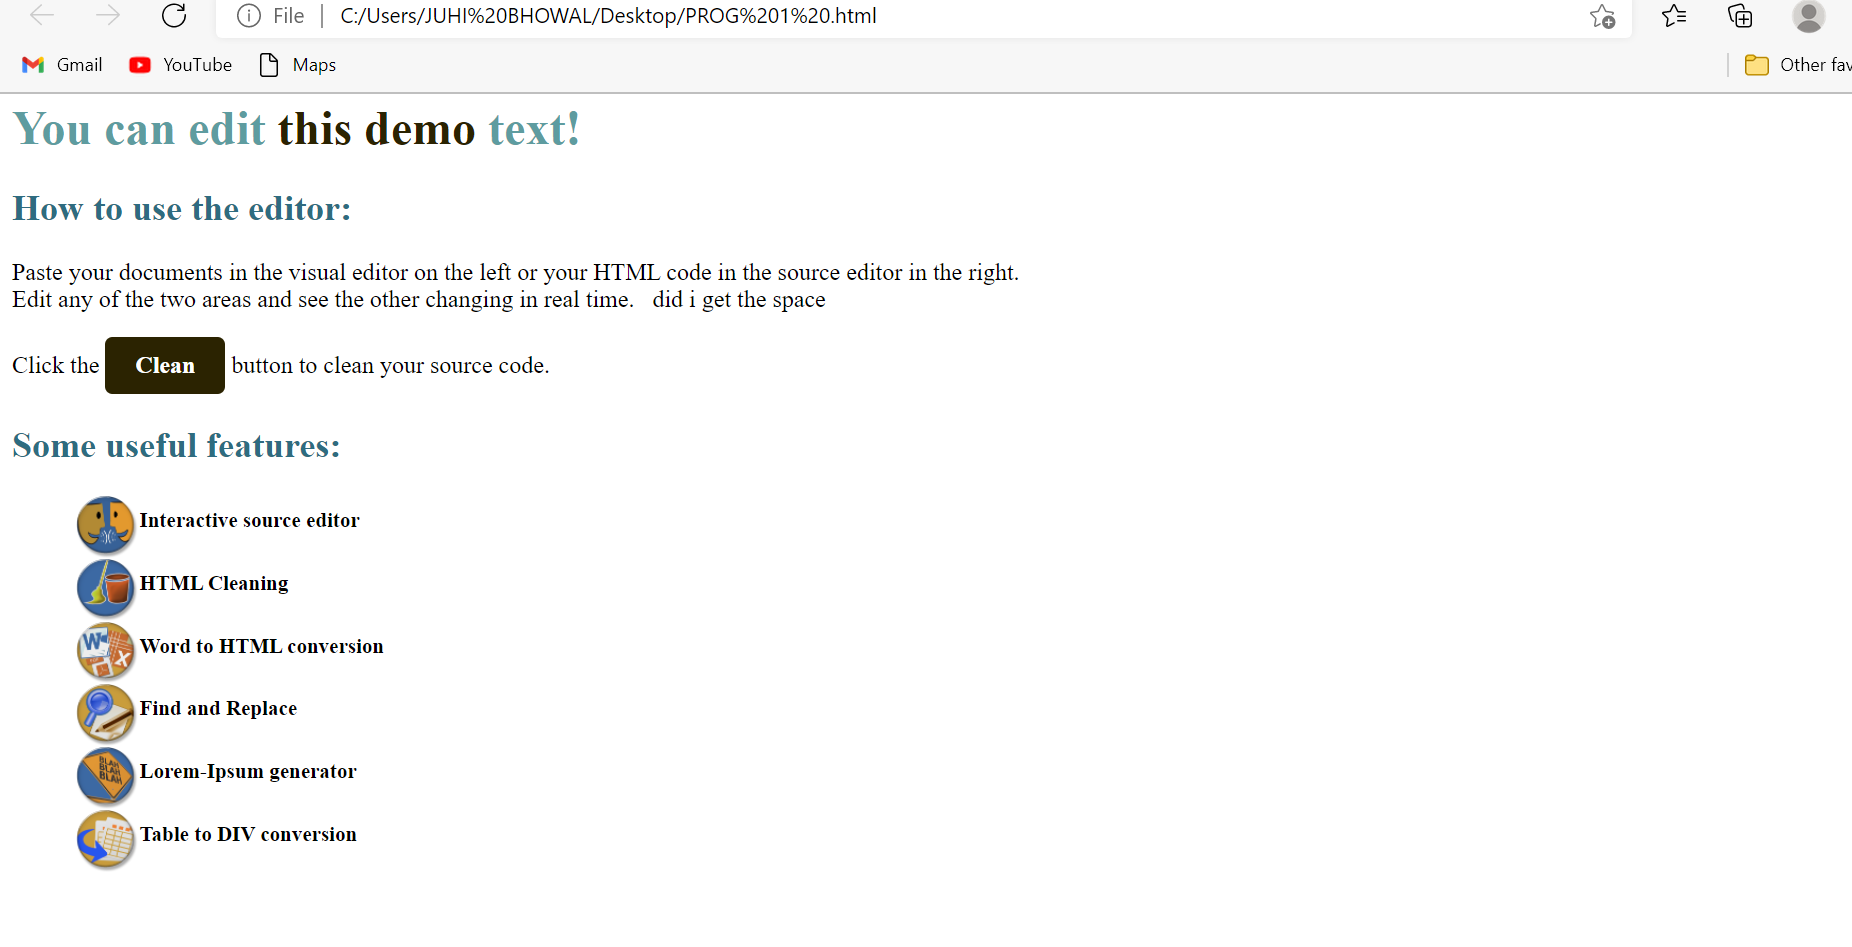 File | C:/Users/JUHI%20BHOWAL/Desktop/PROG%201%20.html
Gmail YouTube Maps Other fav
You can edit this demo text!
How to use the editor:
Paste your documents in the visual editor on the left or your HTML code in the source editor in the right.
Edit any of the two areas and see the other changing in real time.   did i get the space
Click the Clean button to clean your source code.
Some useful features:
Interactive source editor
HTML Cleaning
Word to HTML conversion
Find and Replace
BLAH
BLAH
BLAH
Lorem-Ipsum generator
Table to DIV conversion